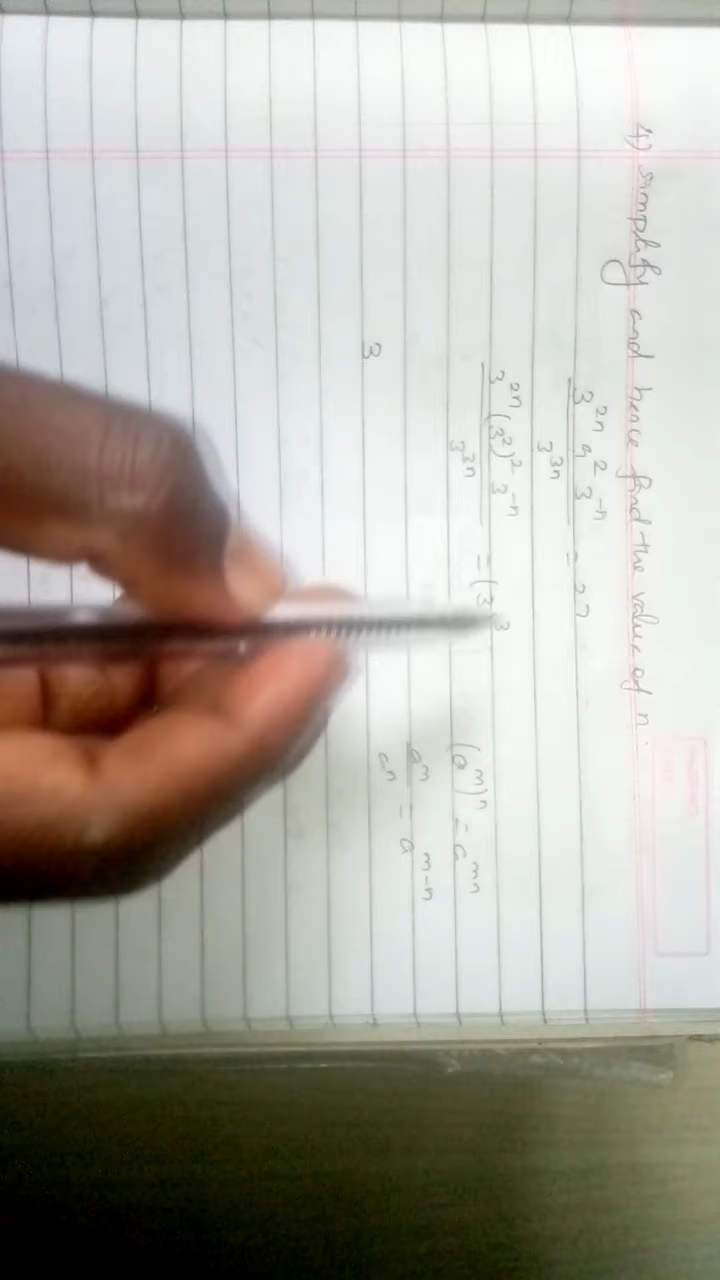 4) simplify and hence find the value of n.
3^{2n} 9^2 3^{-n} / 3^{3n} = 27
3^{2n} (3^2)^2 3^{-n} / 3^{3n} = (3)^3
(a^m)^n = a^{mn}
a^m / a^n = a^{m-n}
3